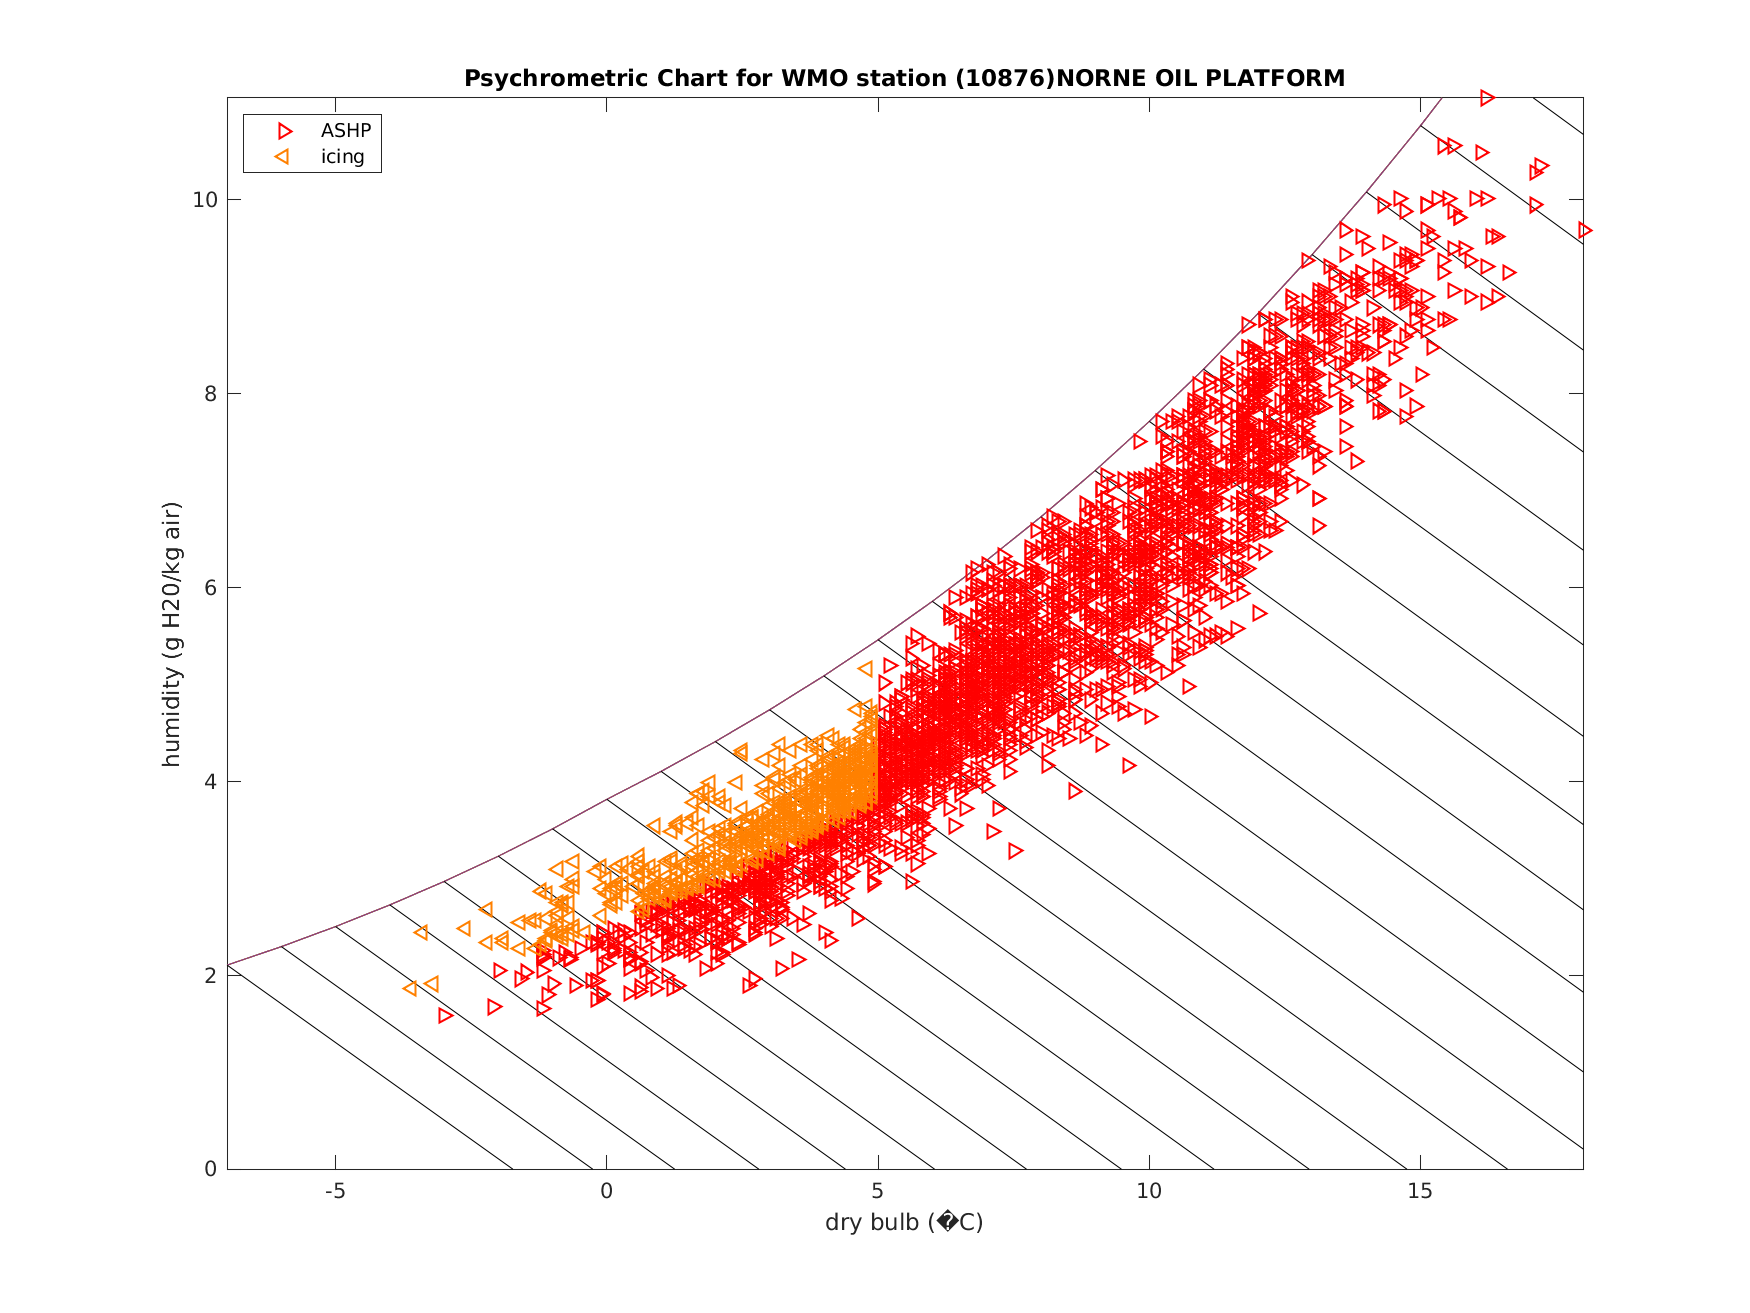 Psychrometric Chart for WMO station (10876)NORNE OIL PLATFORM
ASHP
icing
10
8
6
4
2
0
humidity (g H20/kg air)
-5
0
5
10
15
dry bulb (�C)